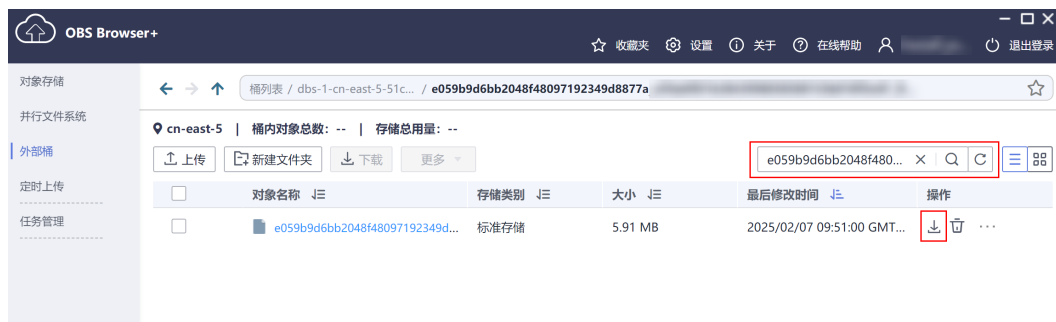 OBS Browser+
收藏夹 设置 关于 在线帮助 退出登录
对象存储
并行文件系统
外部桶
定时上传
任务管理
桶列表 / dbs-1-cn-east-5-51c... / e059b9d6bb2048f48097192349d8877a
cn-east-5 | 桶内对象总数: -- | 存储总用量: --
上传 新建文件夹 下载 更多 e059b9d6bb2048f480...
对象名称 存储类别 大小 最后修改时间 操作
e059b9d6bb2048f48097192349d... 标准存储 5.91 MB 2025/02/07 09:51:00 GMT...